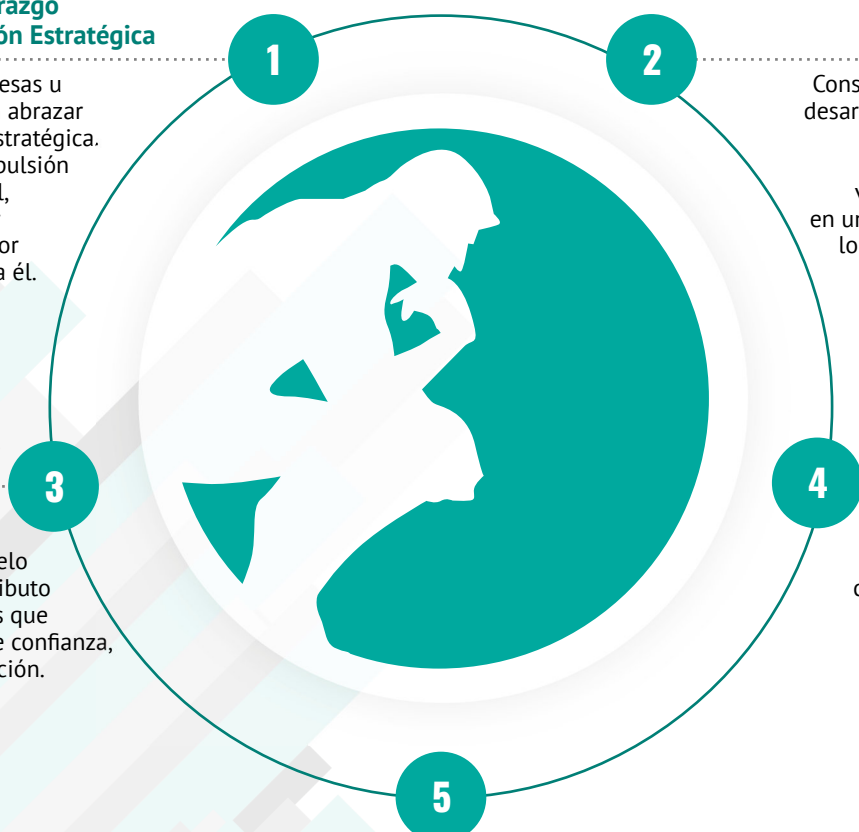 razgo
ón Estratégica
1
esas u
abrazar
stratégica.
pulsión
l,
or
a él.
2
Cons
desar
v
en un
lo
3
elo
ibuto
s que
e confianza,
ción.
4
c
5